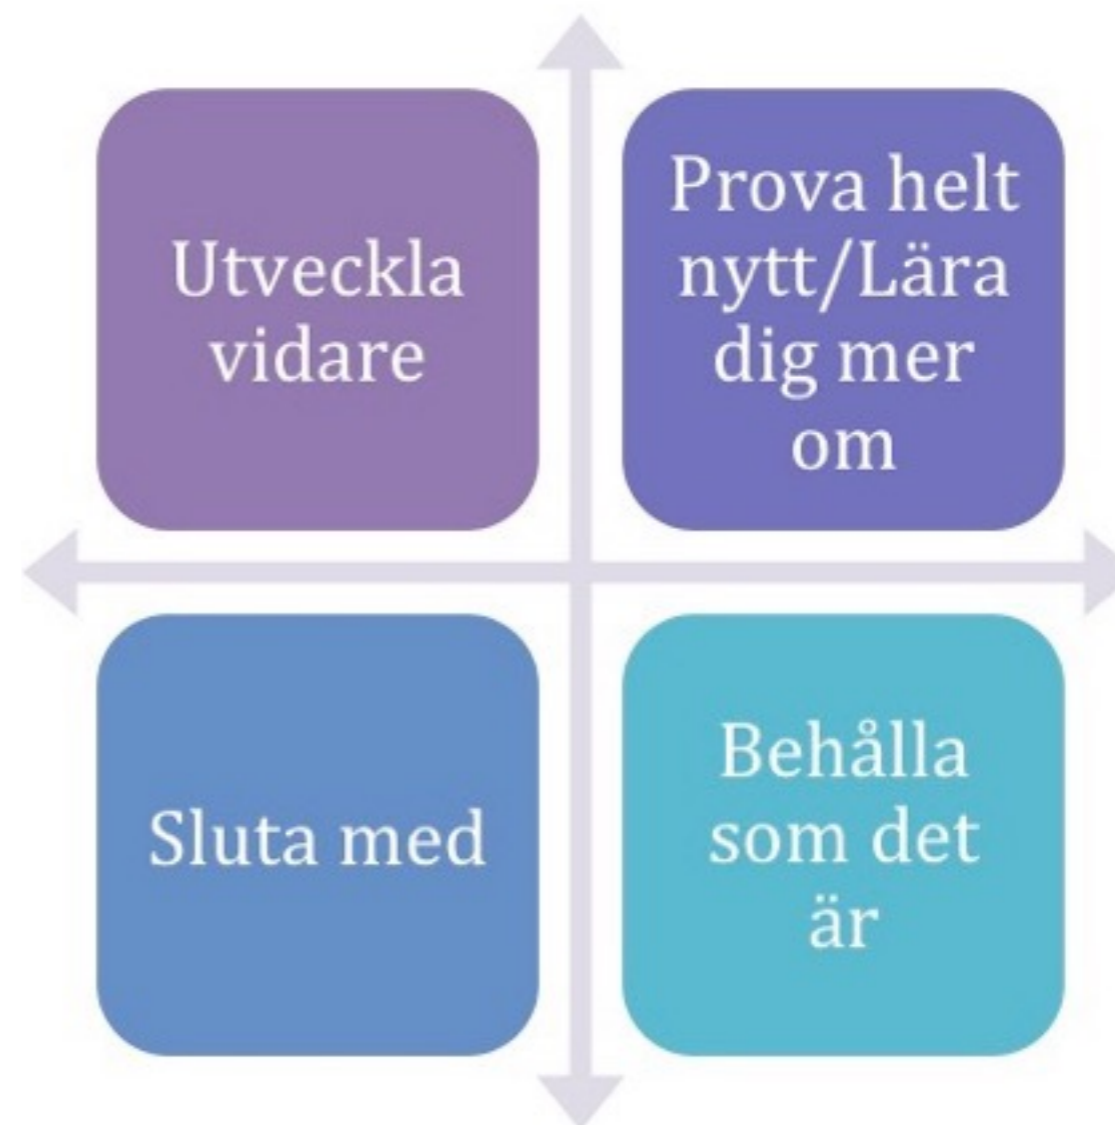 Utveckla
vidare
Prova helt
nytt/Lära
dig mer
om
Sluta med
Behålla
som det
är